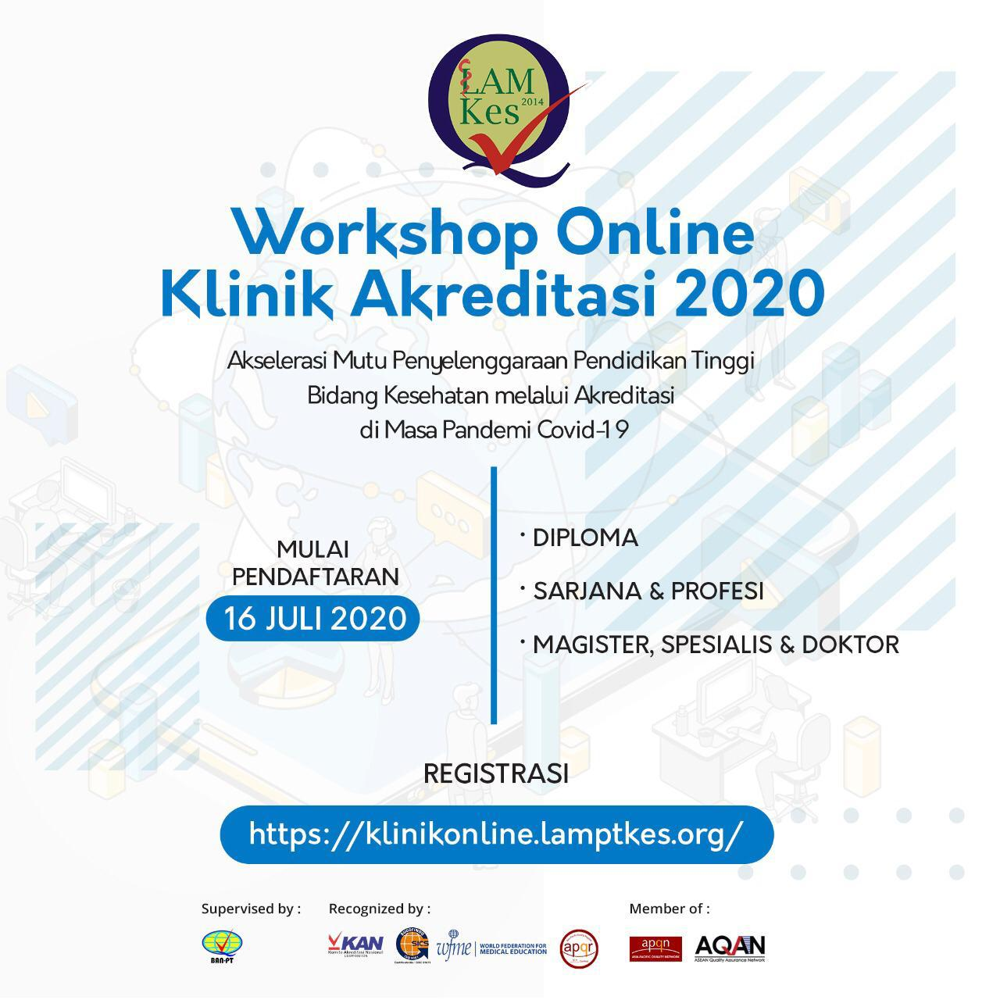 LAM
Kes 2014
Workshop Online
Klinik Akreditasi 2020
Akselerasi Mutu Penyelenggaraan Pendidikan Tinggi
Bidang Kesehatan melalui Akreditasi
di Masa Pandemi Covid-19
MULAI
PENDAFTARAN
16 JULI 2020
· DIPLOMA
· SARJANA & PROFESI
· MAGISTER, SPESIALIS & DOKTOR
REGISTRASI
https://klinikonline.lamptkes.org/
Supervised by :
BAN-PT
Recognized by :
KAN
Komite Akreditasi Nasional
SICS
wfme
WORLD FEDERATION FOR
MEDICAL EDUCATION
apqr
Member of :
apqn
ASIA-PACIFIC QUALITY NETWORK
AQAN
ASEAN Quality Assurance Network